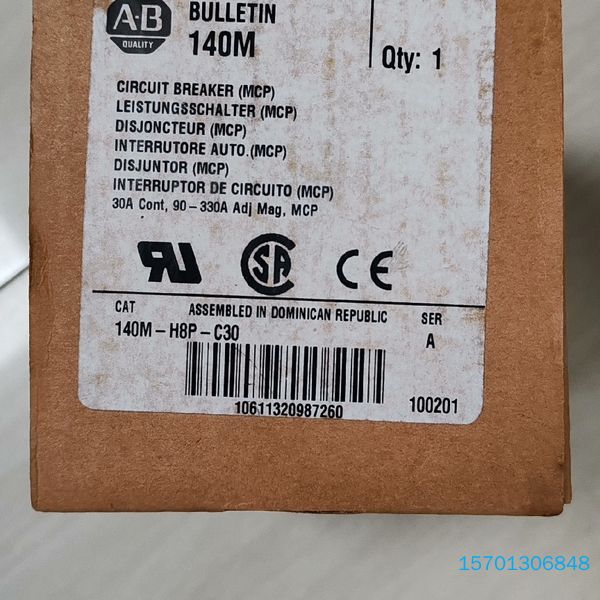 A-B
QUALITY
BULLETIN
140M
Qty: 1
CIRCUIT BREAKER (MCP)
LEISTUNGSSCHALTER (MCP)
DISJONCTEUR (MCP)
INTERRUTORE AUTO.(MCP)
DISJUNTOR (MCP)
INTERRUPTOR DE CIRCUITO (MCP)
30A Cont, 90-330A Adj Mag, MCP
RU
CSA
CE
CAT
ASSEMBLED IN DOMINICAN REPUBLIC
SER
140M-H8P-C30
A
10611320987260
100201
15701306848